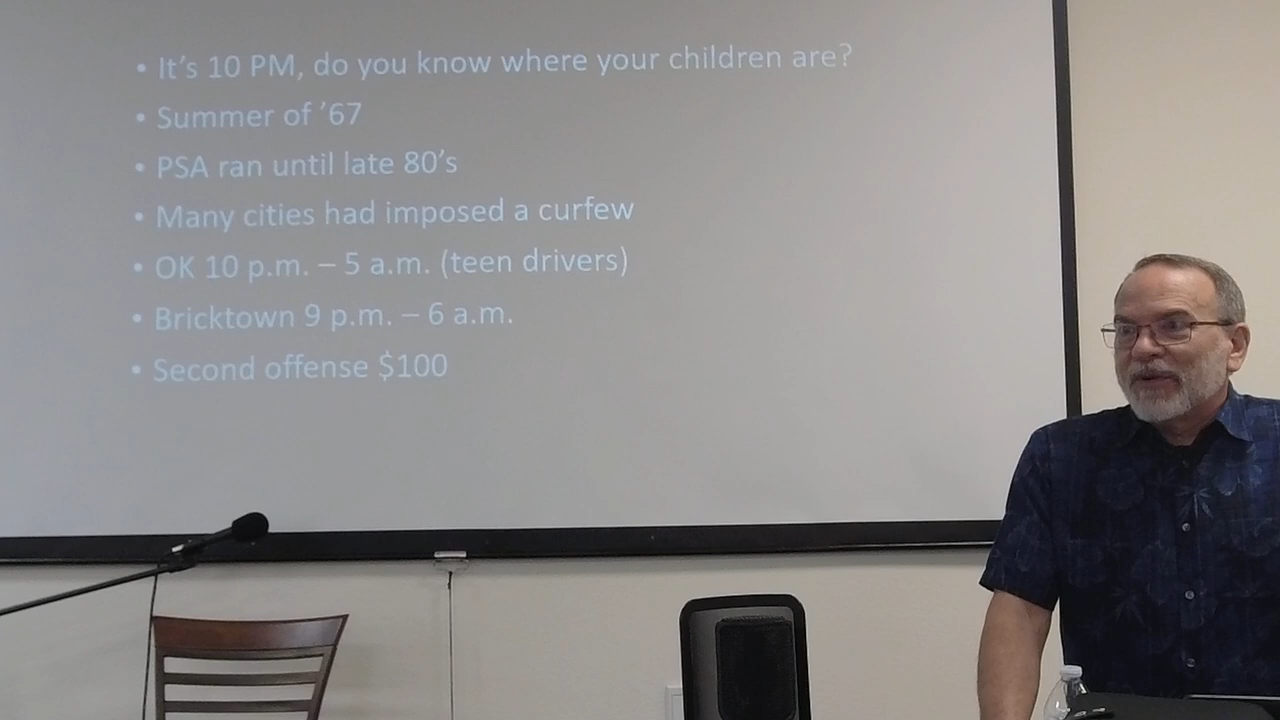 • It's 10 PM, do you know where your children are?
• Summer of ’67
• PSA ran until late 80’s
• Many cities had imposed a curfew
• OK 10 p.m. – 5 a.m. (teen drivers)
• Bricktown 9 p.m. – 6 a.m.
• Second offense $100